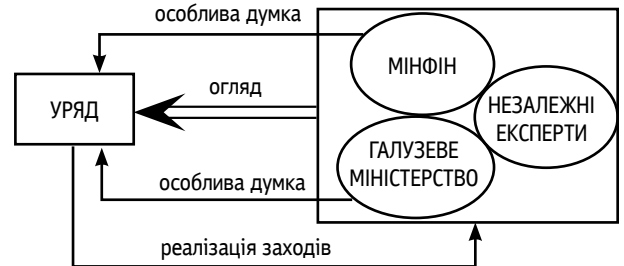 особлива думка
МІНФІН
огляд
УРЯД
НЕЗАЛЕЖНІ
ЕКСПЕРТИ
ГАЛУЗЕВЕ
МІНІСТЕРСТВО
особлива думка
реалізація заходів